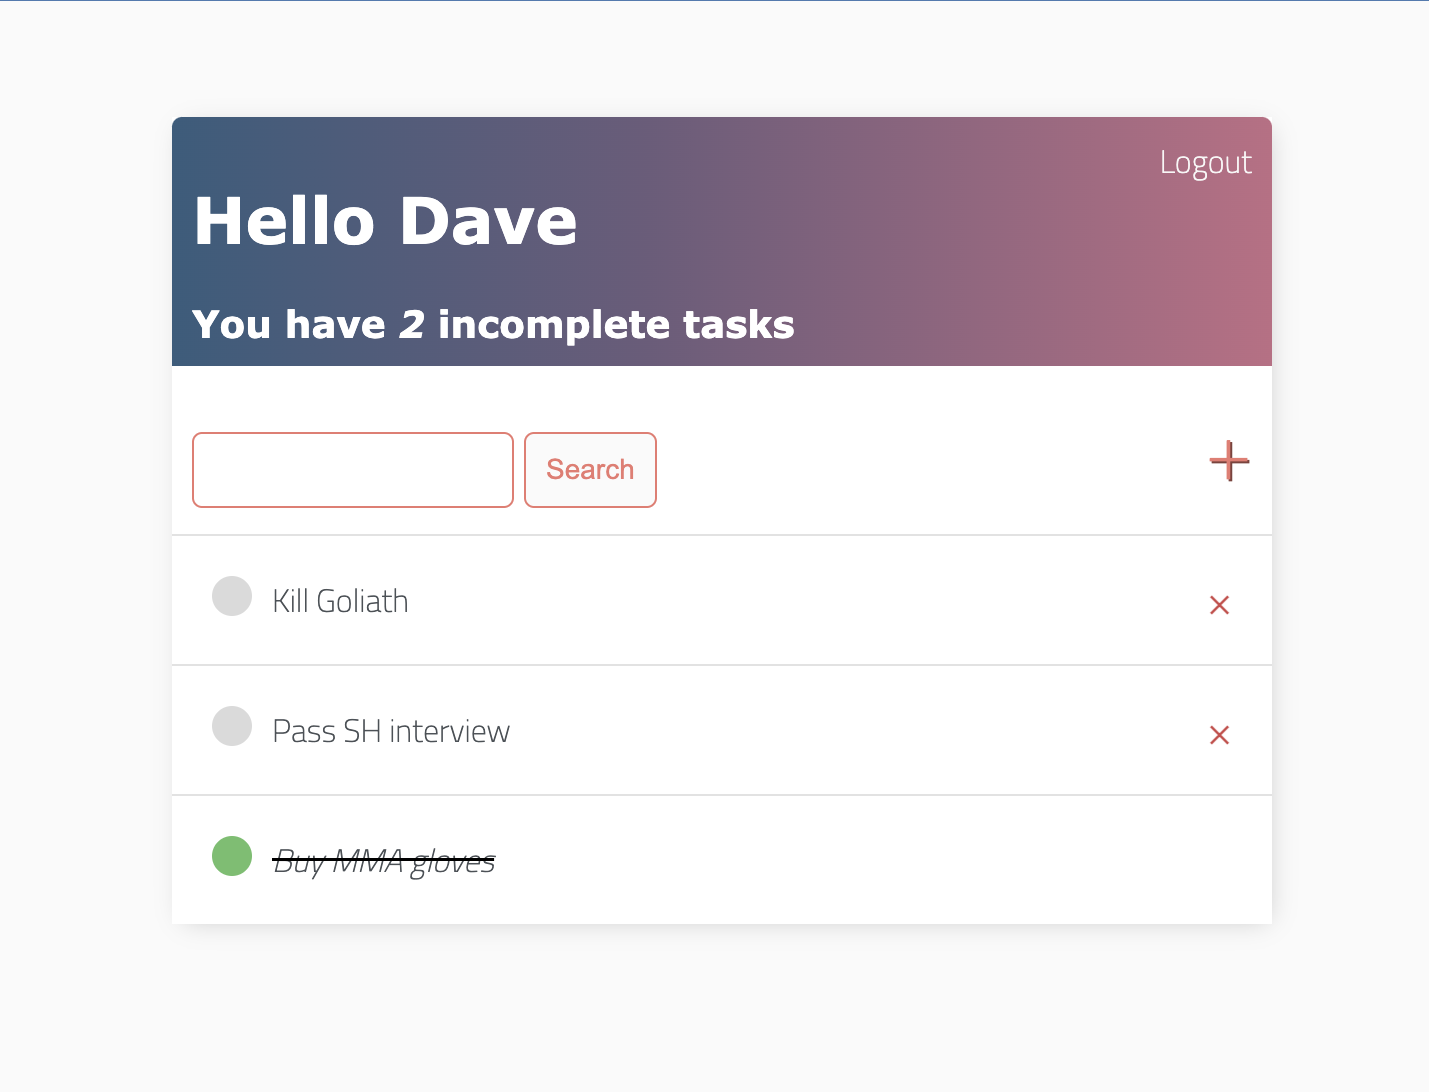 Logout
Hello Dave
You have 2 incomplete tasks
Search
Kill Goliath
Pass SH interview
Buy MMA gloves